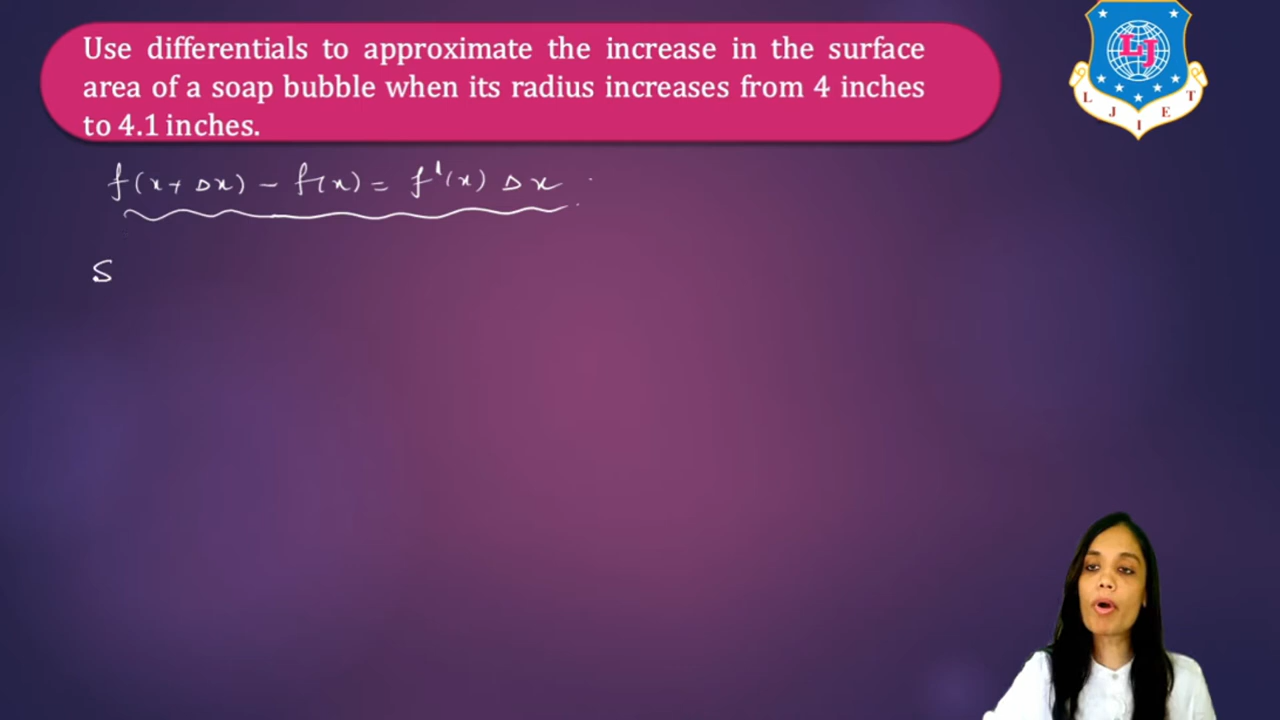 Use differentials to approximate the increase in the surface
area of a soap bubble when its radius increases from 4 inches
to 4.1 inches.
LJ
L J I E T
f(x+Δx) - f(x) = f'(x) Δx
S